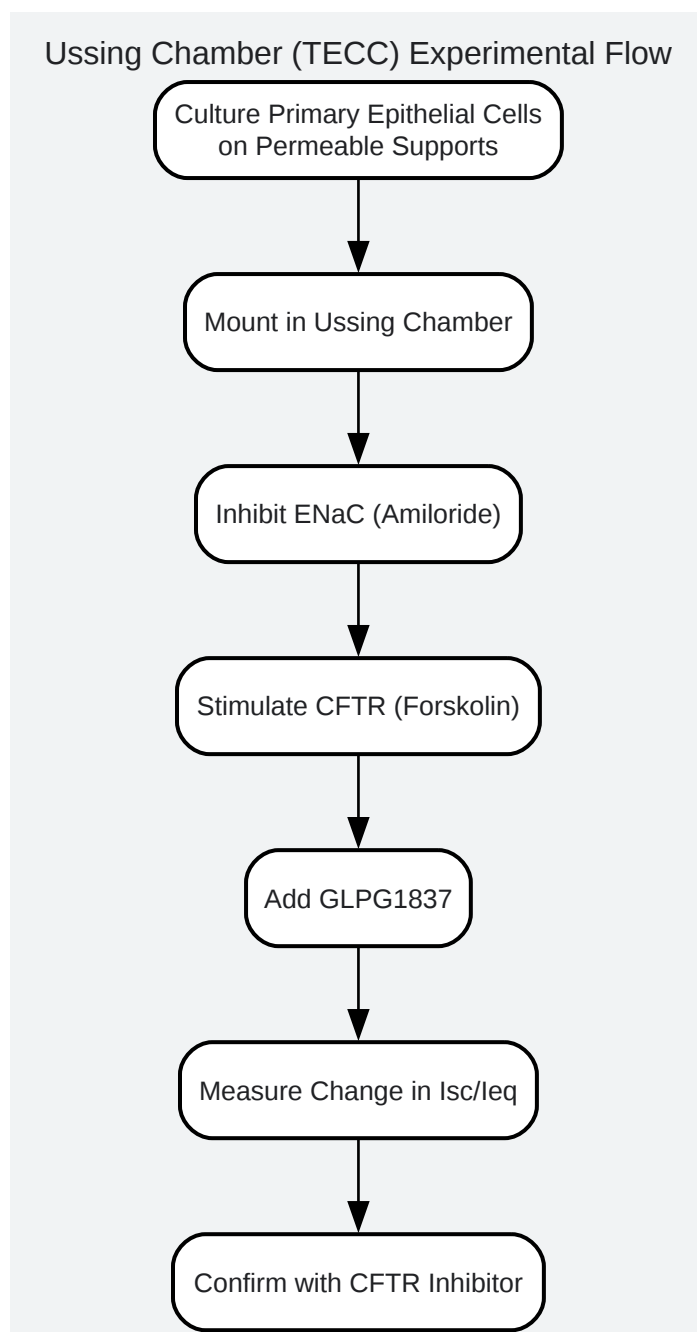 Ussing Chamber (TECC) Experimental Flow
Culture Primary Epithelial Cells
on Permeable Supports
Mount in Ussing Chamber
Inhibit ENaC (Amiloride)
Stimulate CFTR (Forskolin)
Add GLPG1837
Measure Change in Isc/Ieq
Confirm with CFTR Inhibitor